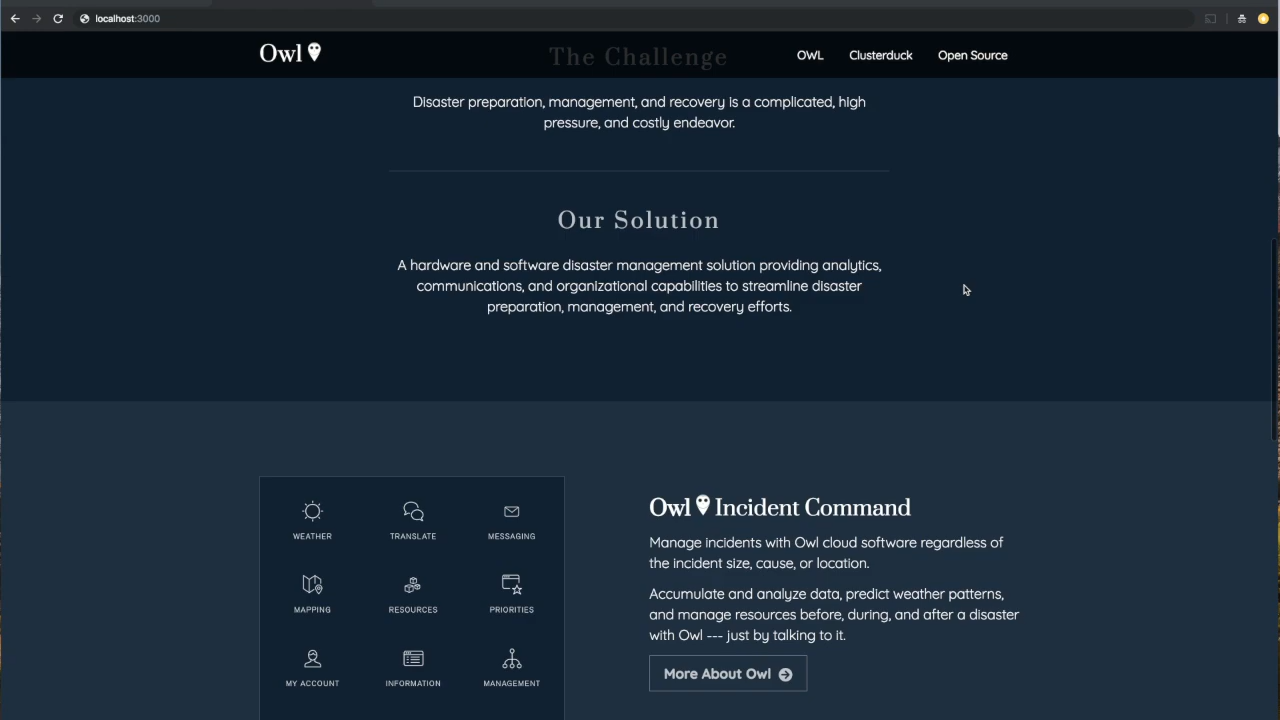 localhost:3000
Owl
The Challenge
OWL Clusterduck Open Source
Disaster preparation, management, and recovery is a complicated, high
pressure, and costly endeavor.
Our Solution
A hardware and software disaster management solution providing analytics,
communications, and organizational capabilities to streamline disaster
preparation, management, and recovery efforts.
WEATHER TRANSLATE MESSAGING
MAPPING RESOURCES PRIORITIES
MY ACCOUNT INFORMATION MANAGEMENT
Owl Incident Command
Manage incidents with Owl cloud software regardless of
the incident size, cause, or location.
Accumulate and analyze data, predict weather patterns,
and manage resources before, during, and after a disaster
with Owl --- just by talking to it.
More About Owl